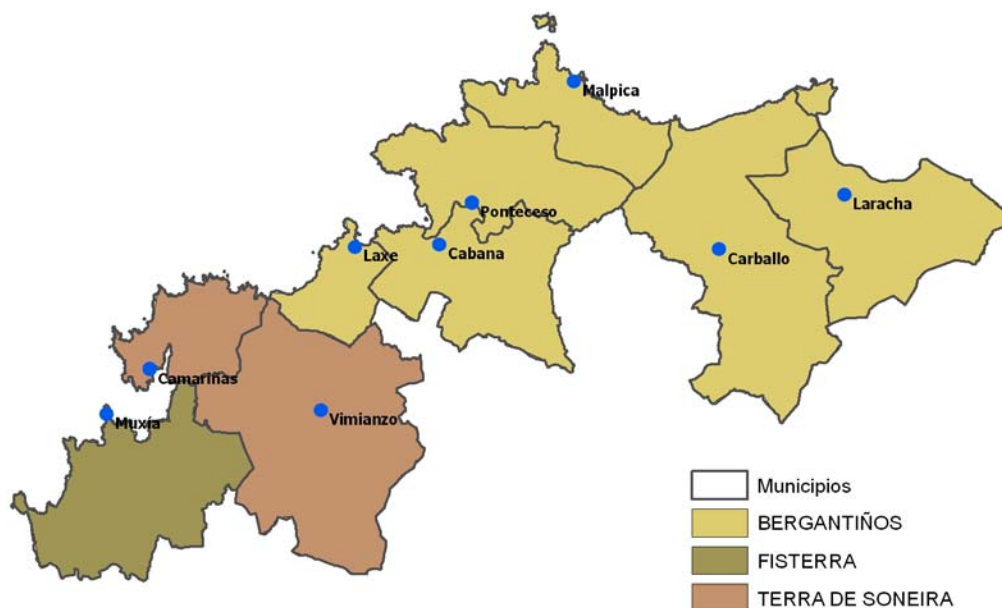 Malpica
Laracha
Ponteceso
Cabana
Laxe
Carballo
Camariñas
Muxía
Vimianzo
Municipios
BERGANTIÑOS
FISTERRA
TERRA DE SONEIRA